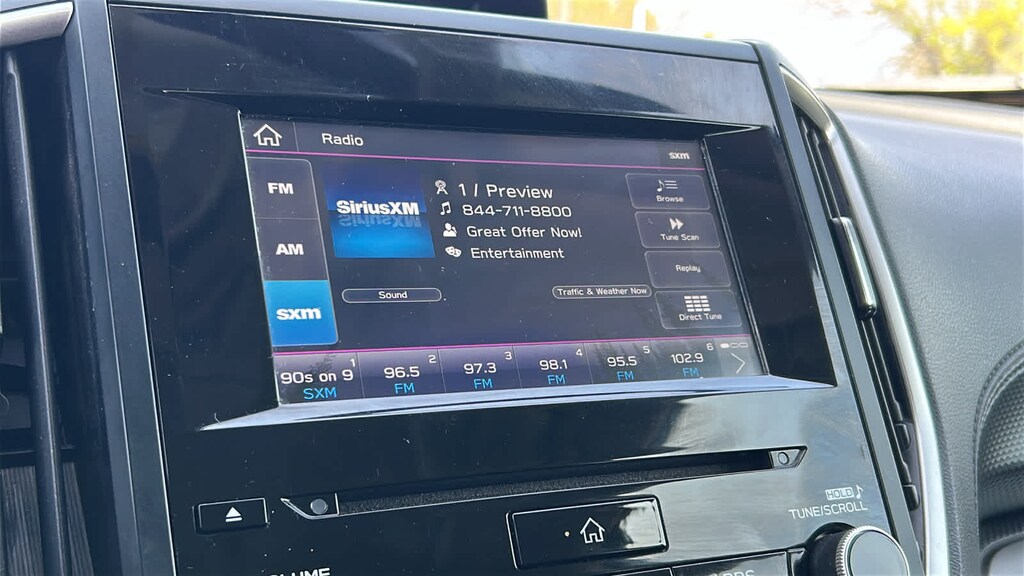 Radio
sxm
FM
AM
sxm
SiriusXM
1 / Preview
844-711-8800
Great Offer Now!
Entertainment
Browse
Tune Scan
Replay
Direct Tune
Sound
Traffic & Weather Now
1
90s on 9
SXM
2
96.5
FM
3
97.3
FM
4
98.1
FM
5
95.5
FM
6
102.9
FM
HOLD
TUNE/SCROLL
VOLUME